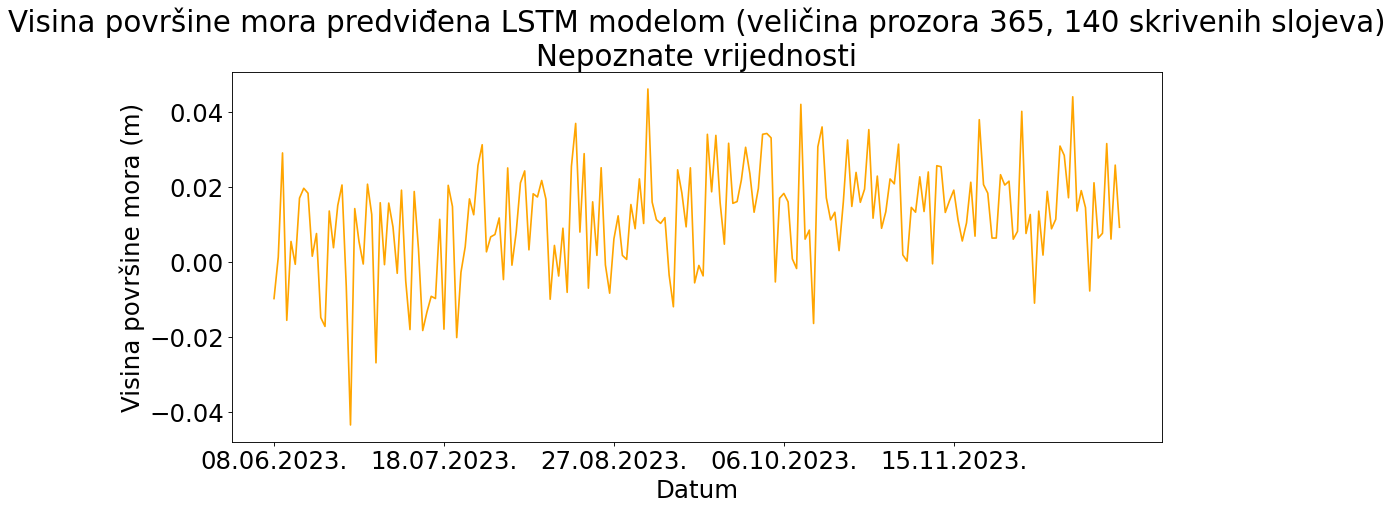 Visina površine mora predviđena LSTM modelom (veličina prozora 365, 140 skrivenih slojeva)
Nepoznate vrijednosti
Visina površine mora (m)
0.04
0.02
0.00
−0.02
−0.04
08.06.2023. 18.07.2023. 27.08.2023. 06.10.2023. 15.11.2023.
Datum